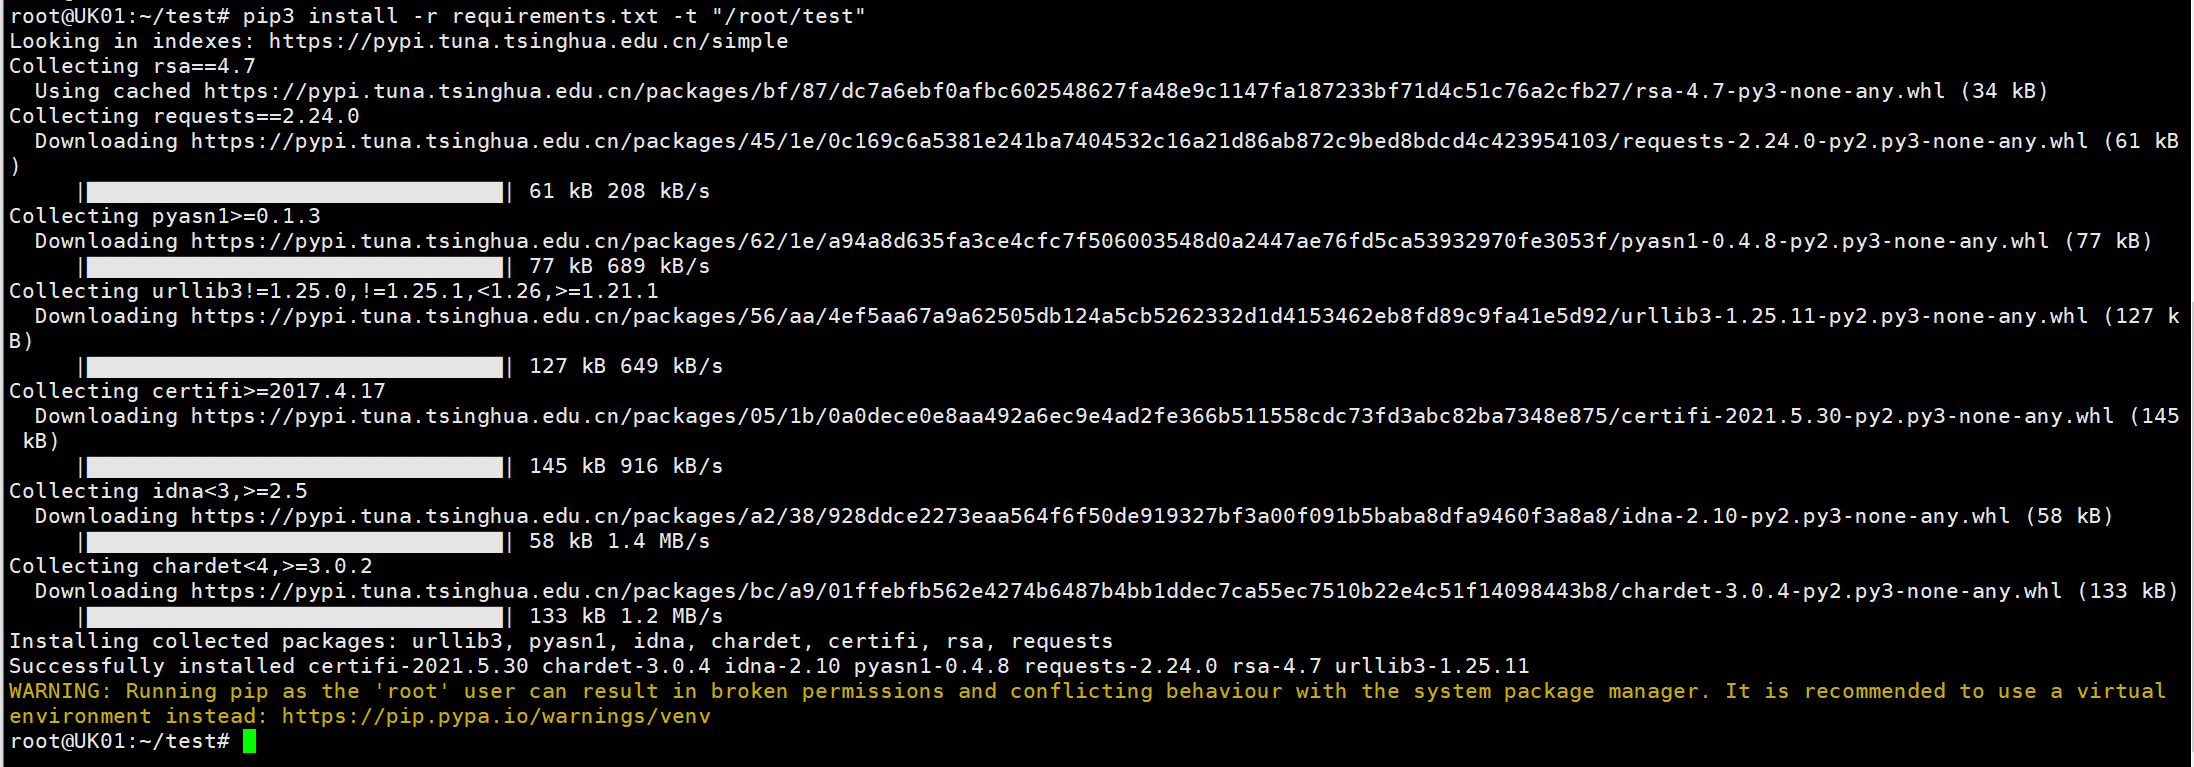 root@UK01:~/test# pip3 install -r requirements.txt -t "/root/test"
Looking in indexes: https://pypi.tuna.tsinghua.edu.cn/simple
Collecting rsa==4.7
  Using cached https://pypi.tuna.tsinghua.edu.cn/packages/bf/87/dc7a6ebf0afbc602548627fa48e9c1147fa187233bf71d4c51c76a2cfb27/rsa-4.7-py3-none-any.whl (34 kB)
Collecting requests==2.24.0
  Downloading https://pypi.tuna.tsinghua.edu.cn/packages/45/1e/0c169c6a5381e241ba7404532c16a21d86ab872c9bed8bdcd4c423954103/requests-2.24.0-py2.py3-none-any.whl (61 kB
)
     |████████████████████████████████| 61 kB 208 kB/s
Collecting pyasn1>=0.1.3
  Downloading https://pypi.tuna.tsinghua.edu.cn/packages/62/1e/a94a8d635fa3ce4cfc7f506003548d0a2447ae76fd5ca53932970fe3053f/pyasn1-0.4.8-py2.py3-none-any.whl (77 kB)
     |████████████████████████████████| 77 kB 689 kB/s
Collecting urllib3!=1.25.0,!=1.25.1,<1.26,>=1.21.1
  Downloading https://pypi.tuna.tsinghua.edu.cn/packages/56/aa/4ef5aa67a9a62505db124a5cb5262332d1d4153462eb8fd89c9fa41e5d92/urllib3-1.25.11-py2.py3-none-any.whl (127 k
B)
     |████████████████████████████████| 127 kB 649 kB/s
Collecting certifi>=2017.4.17
  Downloading https://pypi.tuna.tsinghua.edu.cn/packages/05/1b/0a0dece0e8aa492a6ec9e4ad2fe366b511558cdc73fd3abc82ba7348e875/certifi-2021.5.30-py2.py3-none-any.whl (145
 kB)
     |████████████████████████████████| 145 kB 916 kB/s
Collecting idna<3,>=2.5
  Downloading https://pypi.tuna.tsinghua.edu.cn/packages/a2/38/928ddce2273eaa564f6f50de919327bf3a00f091b5baba8dfa9460f3a8a8/idna-2.10-py2.py3-none-any.whl (58 kB)
     |████████████████████████████████| 58 kB 1.4 MB/s
Collecting chardet<4,>=3.0.2
  Downloading https://pypi.tuna.tsinghua.edu.cn/packages/bc/a9/01ffebfb562e4274b6487b4bb1ddec7ca55ec7510b22e4c51f14098443b8/chardet-3.0.4-py2.py3-none-any.whl (133 kB)
     |████████████████████████████████| 133 kB 1.2 MB/s
Installing collected packages: urllib3, pyasn1, idna, chardet, certifi, rsa, requests
Successfully installed certifi-2021.5.30 chardet-3.0.4 idna-2.10 pyasn1-0.4.8 requests-2.24.0 rsa-4.7 urllib3-1.25.11
WARNING: Running pip as the 'root' user can result in broken permissions and conflicting behaviour with the system package manager. It is recommended to use a virtual
environment instead: https://pip.pypa.io/warnings/venv
root@UK01:~/test#